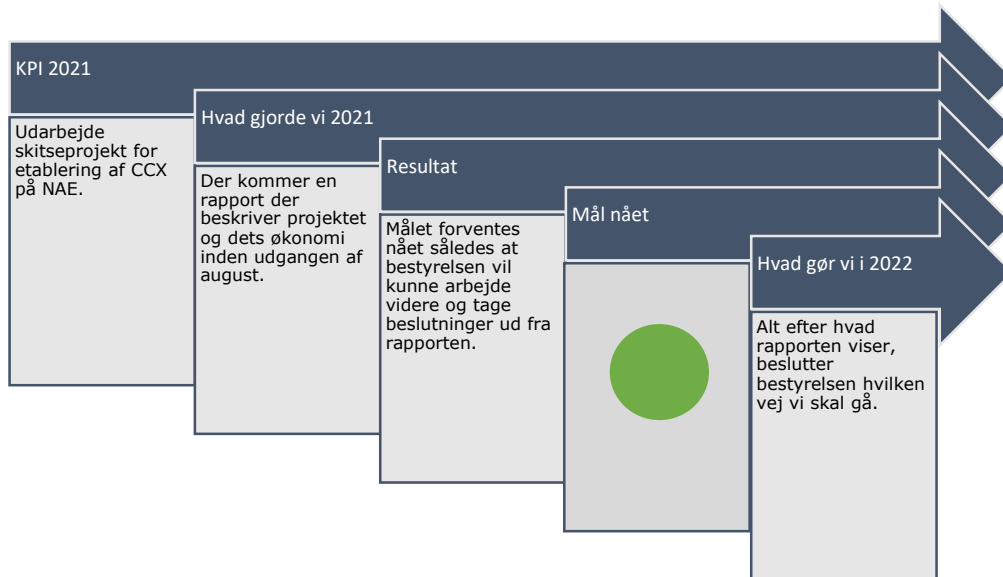 KPI 2021
Udarbejde
skitseprojekt for
etablering af CCX
på NAE.
Hvad gjorde vi 2021
Der kommer en
rapport der
beskriver projektet
og dets økonomi
inden udgangen af
august.
Resultat
Målet forventes
nået således at
bestyrelsen vil
kunne arbejde
videre og tage
beslutninger ud fra
rapporten.
Mål nået
Hvad gør vi i 2022
Alt efter hvad
rapporten viser,
beslutter
bestyrelsen hvilken
vej vi skal gå.